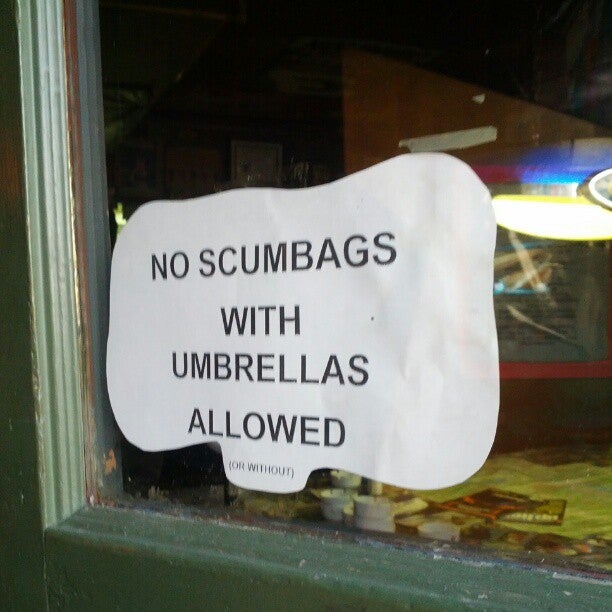 NO SCUMBAGS
WITH
UMBRELLAS
ALLOWED
(OR WITHOUT)